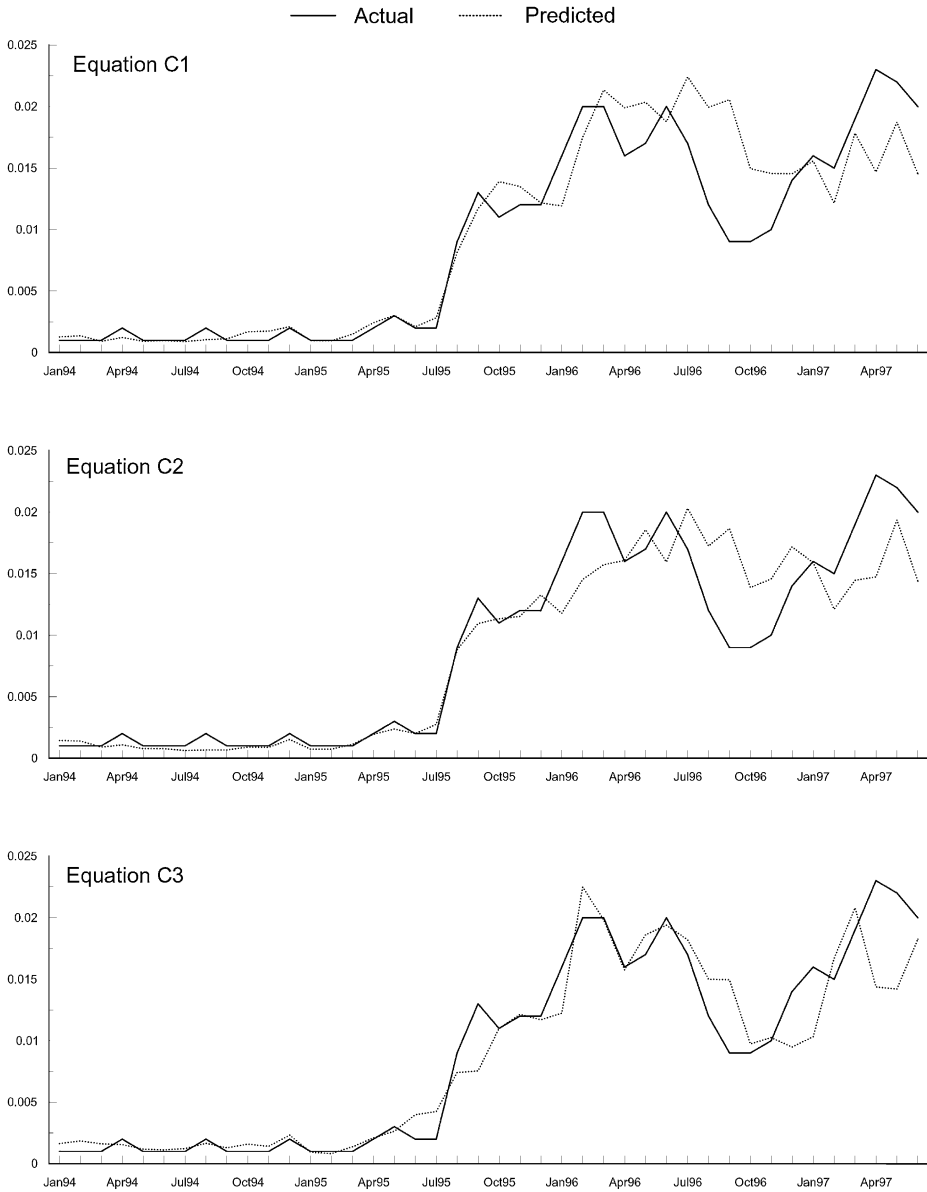 Actual Predicted
Equation C1
0.025
0.02
0.015
0.01
0.005
0
Jan94 Apr94 Jul94 Oct94 Jan95 Apr95 Jul95 Oct95 Jan96 Apr96 Jul96 Oct96 Jan97 Apr97
Equation C2
0.025
0.02
0.015
0.01
0.005
0
Jan94 Apr94 Jul94 Oct94 Jan95 Apr95 Jul95 Oct95 Jan96 Apr96 Jul96 Oct96 Jan97 Apr97
Equation C3
0.025
0.02
0.015
0.01
0.005
0
Jan94 Apr94 Jul94 Oct94 Jan95 Apr95 Jul95 Oct95 Jan96 Apr96 Jul96 Oct96 Jan97 Apr97